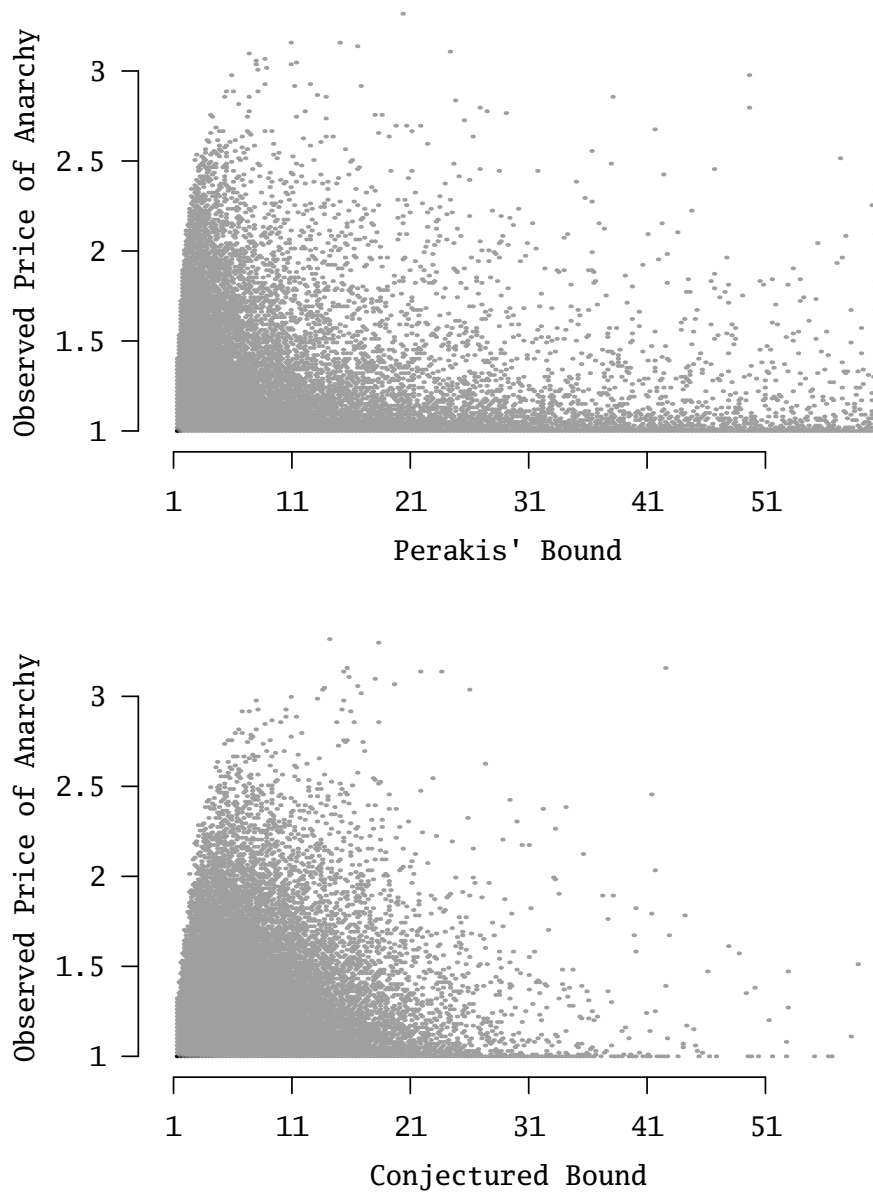 Observed Price of Anarchy
3
2.5
2
1.5
1
1 11 21 31 41 51
Perakis' Bound
Observed Price of Anarchy
3
2.5
2
1.5
1
1 11 21 31 41 51
Conjectured Bound